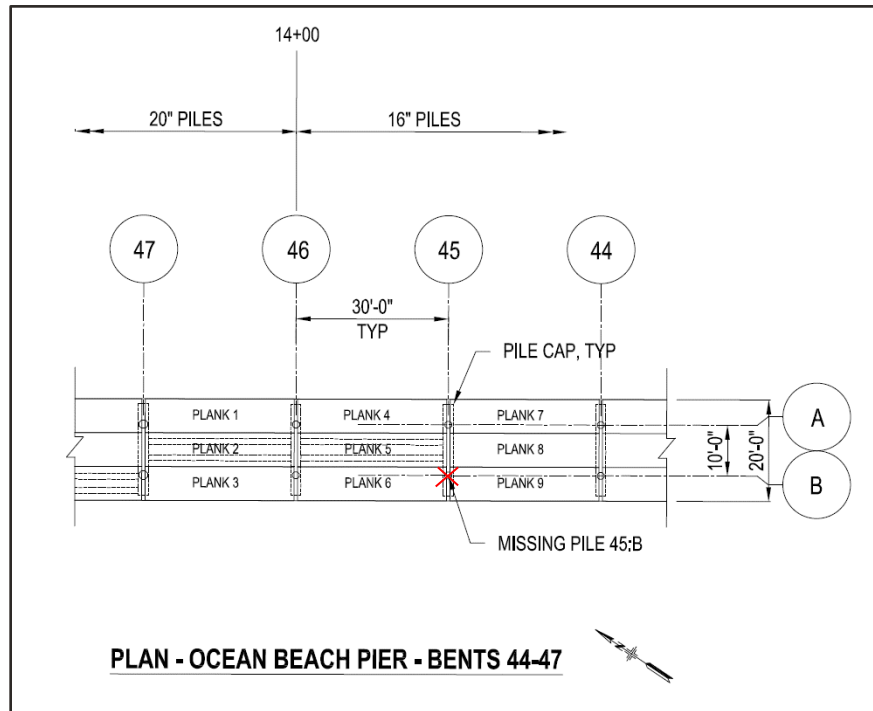 14+00
20" PILES
16" PILES
47
46
45
44
30'-0"
TYP
PILE CAP, TYP
PLANK 1
PLANK 4
PLANK 7
A
PLANK 2
PLANK 5
PLANK 8
10'-0"
20'-0"
PLANK 3
PLANK 6
PLANK 9
B
MISSING PILE 45:B
PLAN - OCEAN BEACH PIER - BENTS 44-47
N